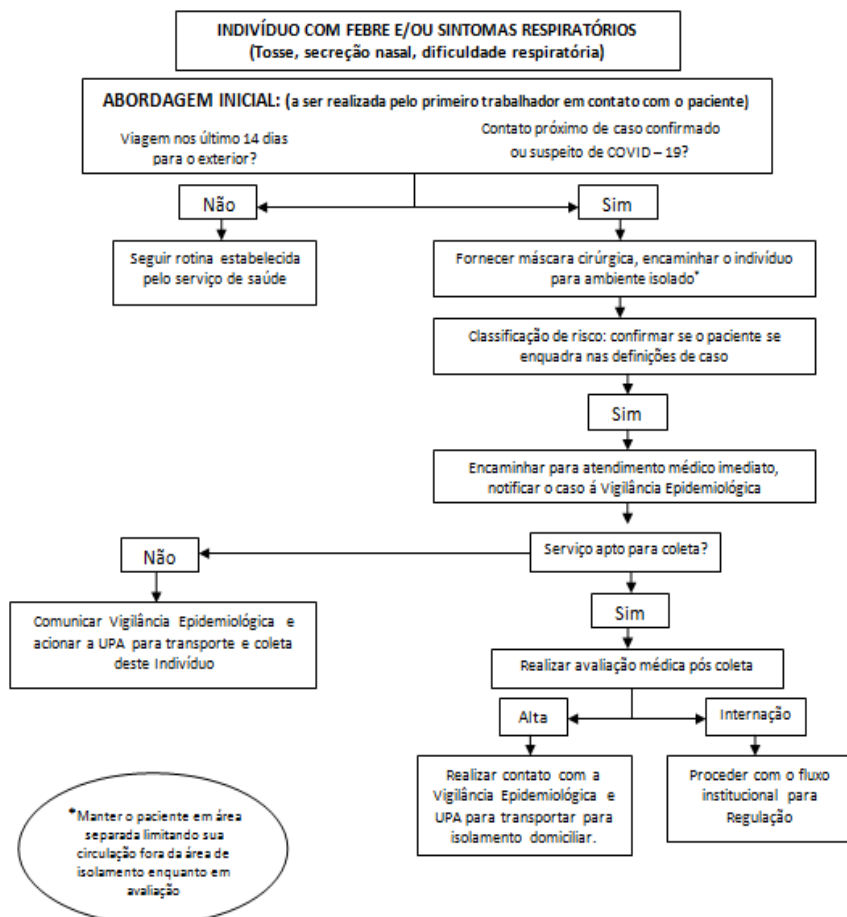 INDIVÍDUO COM FEBRE E/OU SINTOMAS RESPIRATÓRIOS
(Tosse, secreção nasal, dificuldade respiratória)
ABORDAGEM INICIAL: (a ser realizada pelo primeiro trabalhador em contato com o paciente)
Viagem nos último 14 dias
para o exterior?
Contato próximo de caso confirmado
ou suspeito de COVID – 19?
Não
Sim
Seguir rotina estabelecida
pelo serviço de saúde
Fornecer máscara cirúrgica, encaminhar o indivíduo
para ambiente isolado*
Classificação de risco: confirmar se o paciente se
enquadra nas definições de caso
Sim
Encaminhar para atendimento médico imediato,
notificar o caso á Vigilância Epidemiológica
Serviço apto para coleta?
Não
Sim
Comunicar Vigilância Epidemiológica e
acionar a UPA para transporte e coleta
deste Indivíduo
Realizar avaliação médica pós coleta
Alta
Internação
Realizar contato com a
Vigilância Epidemiológica e
UPA para transportar para
isolamento domiciliar.
Proceder com o fluxo
institucional para
Regulação
*Manter o paciente em área
separada limitando sua
circulação fora da área de
isolamento enquanto em
avaliação